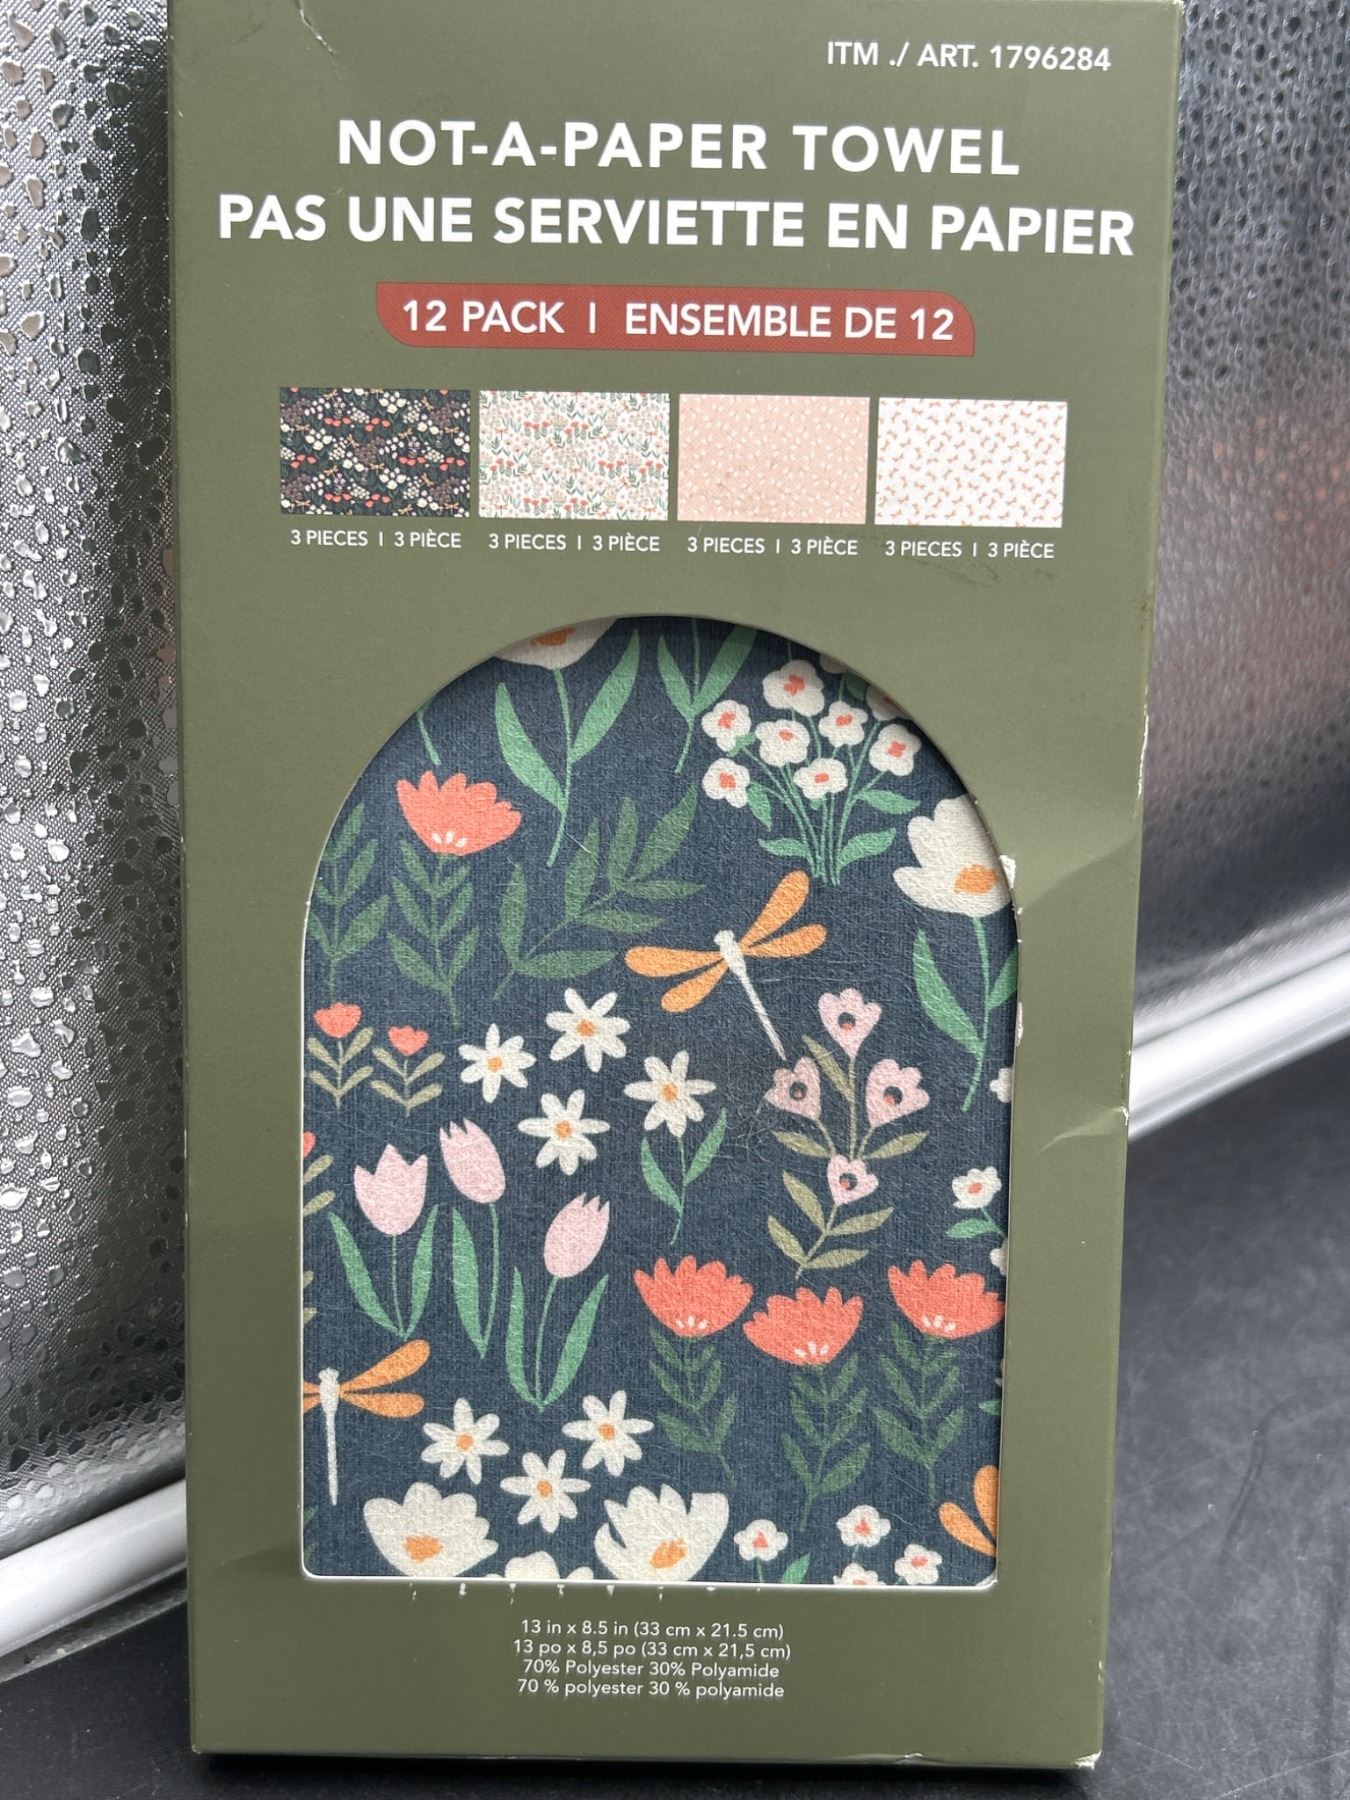 ITM ./ ART. 1796284
NOT-A-PAPER TOWEL
PAS UNE SERVIETTE EN PAPIER
12 PACK | ENSEMBLE DE 12
3 PIECES | 3 PIÈCE 3 PIECES | 3 PIÈCE 3 PIECES | 3 PIÈCE 3 PIECES | 3 PIÈCE
13 in x 8.5 in (33 cm x 21.5 cm)
13 po x 8,5 po (33 cm x 21,5 cm)
70% Polyester 30% Polyamide
70 % polyester 30 % polyamide